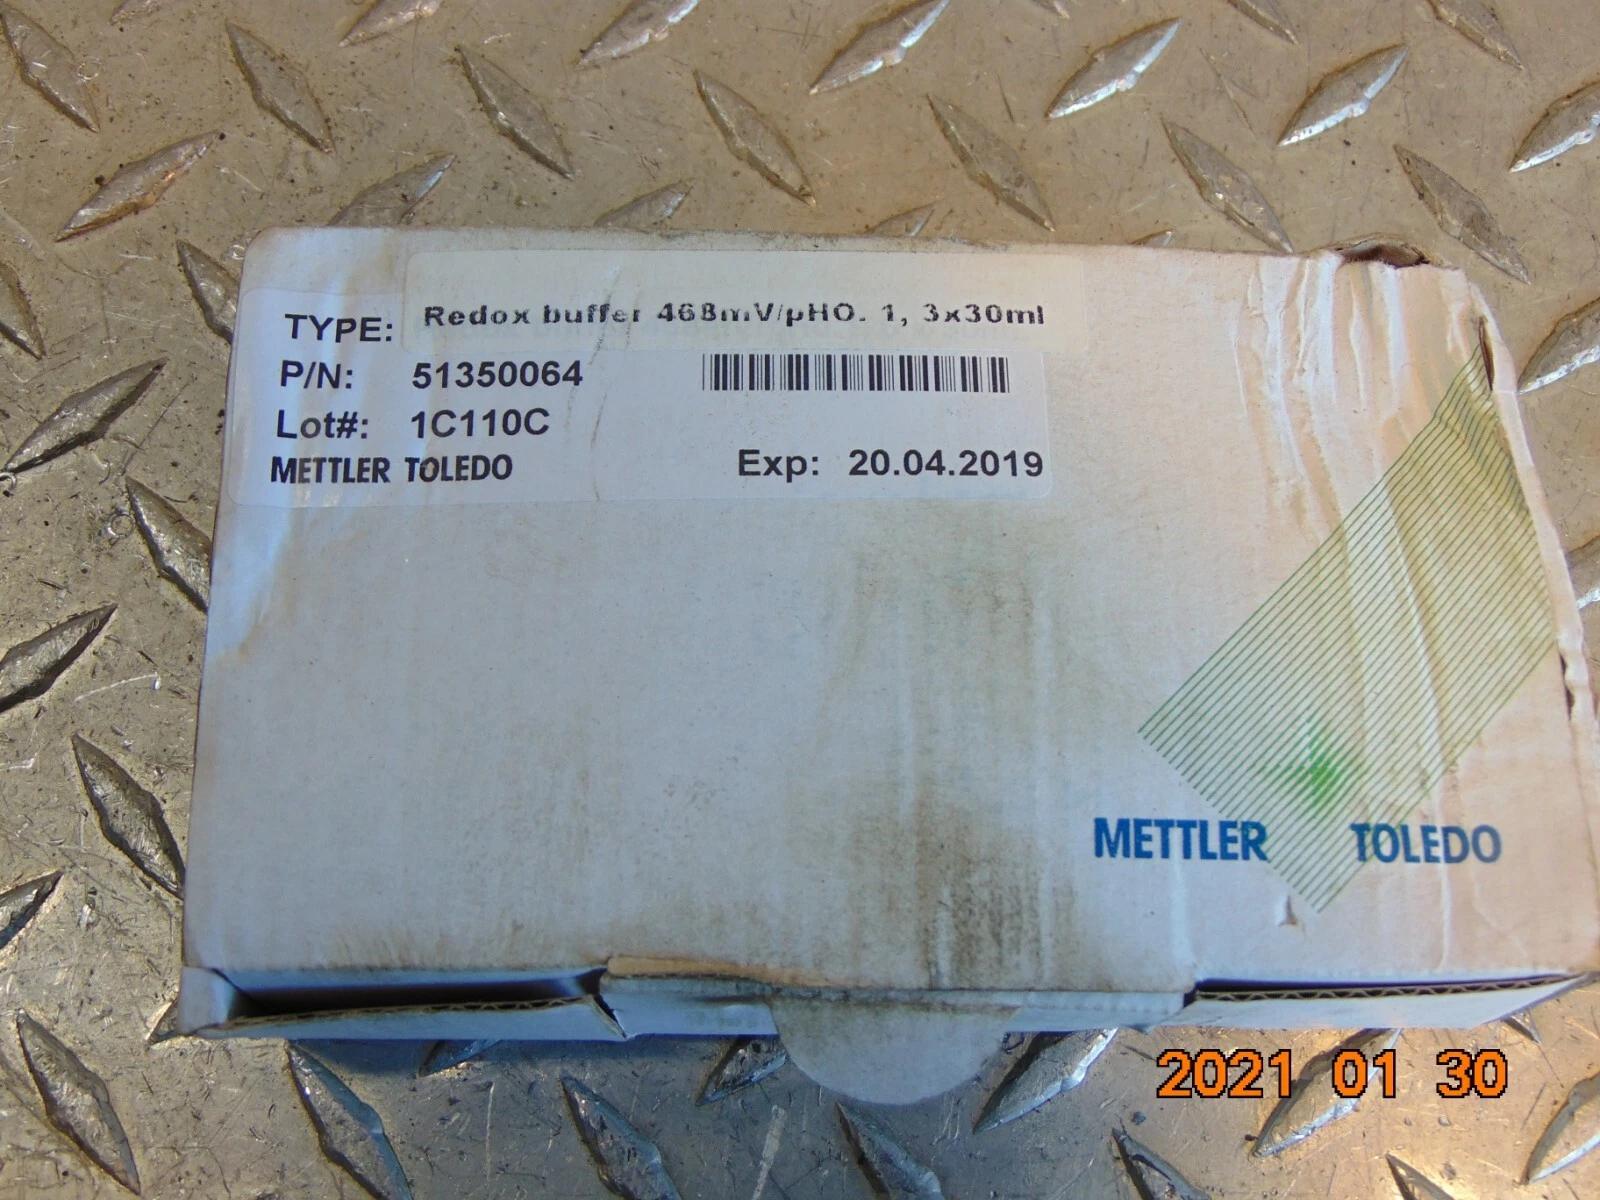 TYPE: Redox buffer 468mV/pHO. 1, 3x30ml
P/N: 51350064
Lot#: 1C110C
METTLER TOLEDO Exp: 20.04.2019
METTLER TOLEDO
2021 01 30